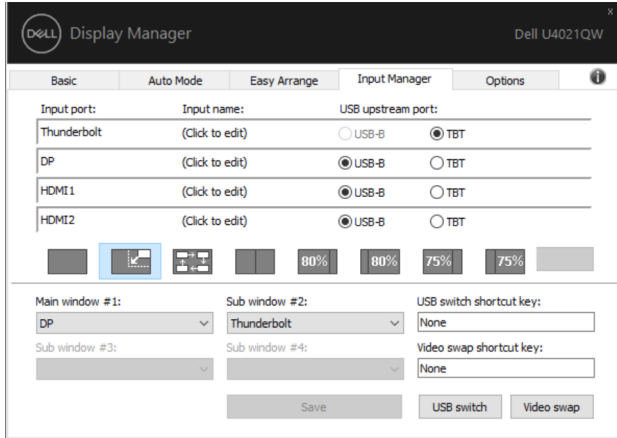 x
DELL Display Manager Dell U4021QW
Basic Auto Mode Easy Arrange Input Manager Options i
Input port: Input name: USB upstream port:
Thunderbolt (Click to edit) USB-B TBT
DP (Click to edit) USB-B TBT
HDMI1 (Click to edit) USB-B TBT
HDMI2 (Click to edit) USB-B TBT
80% 80% 75% 75%
Main window #1: Sub window #2: USB switch shortcut key:
DP Thunderbolt None
Sub window #3: Sub window #4: Video swap shortcut key:
None
Save USB switch Video swap